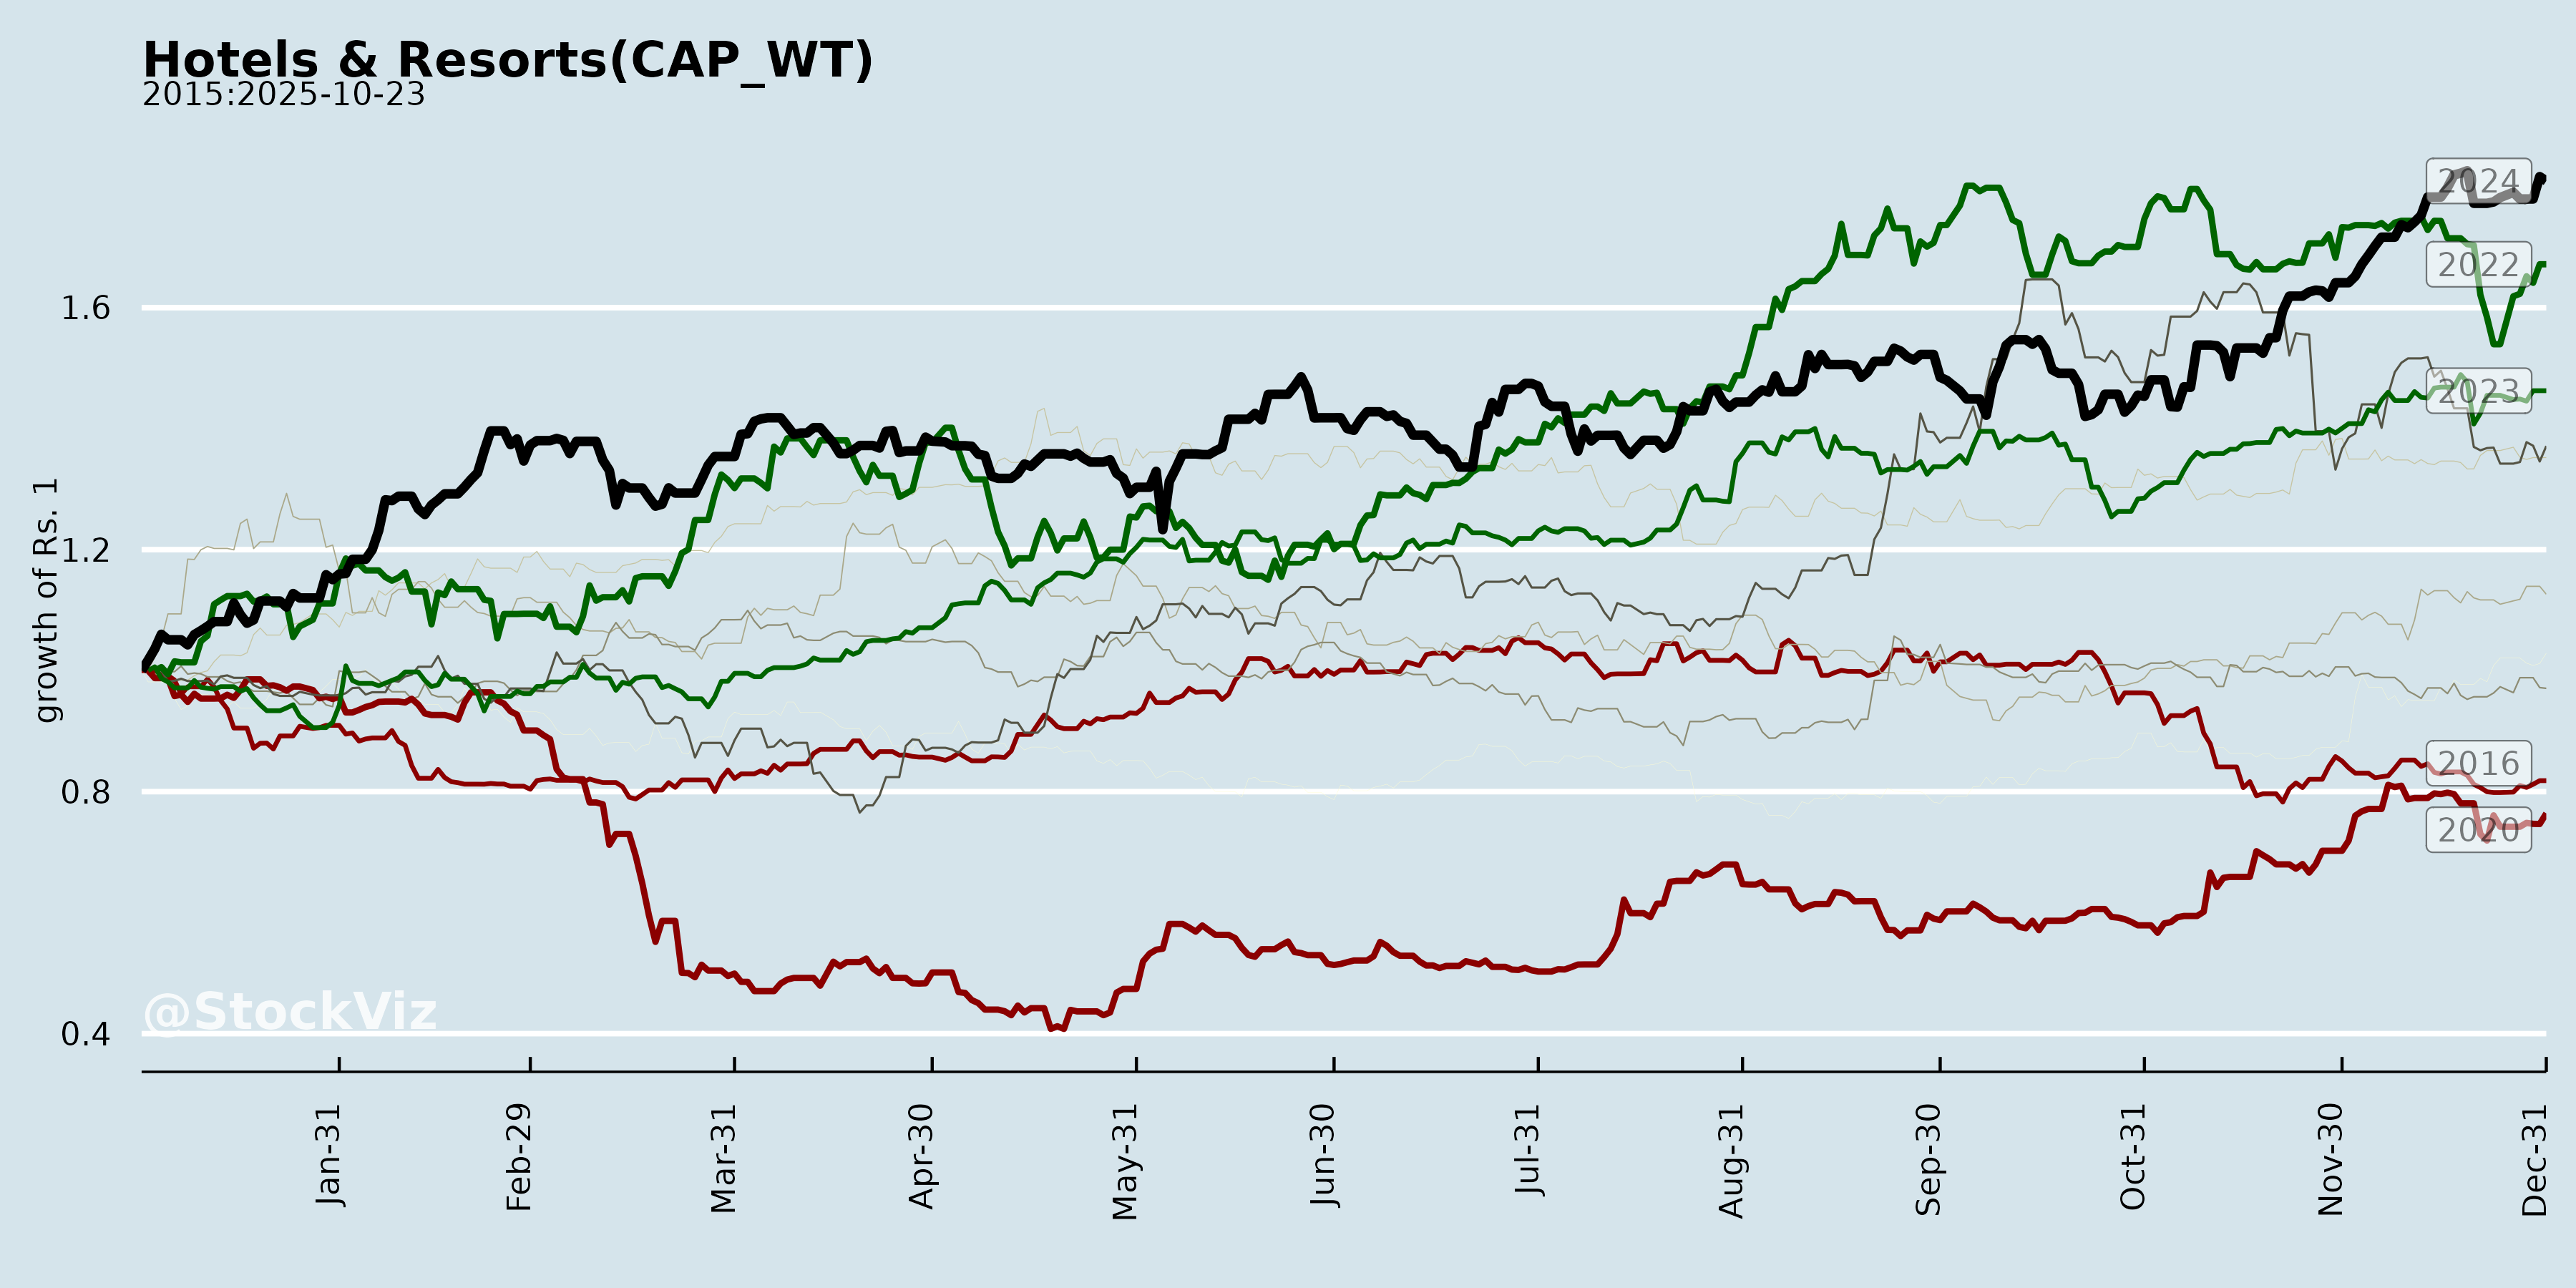 Hotels & Resorts(CAP_WT)
2015:2025-10-23
growth of Rs. 1
1.6
1.2
0.8
0.4
2024
2022
2023
2016
2020
@StockViz
Jan-31
Feb-29
Mar-31
Apr-30
May-31
Jun-30
Jul-31
Aug-31
Sep-30
Oct-31
Nov-30
Dec-31